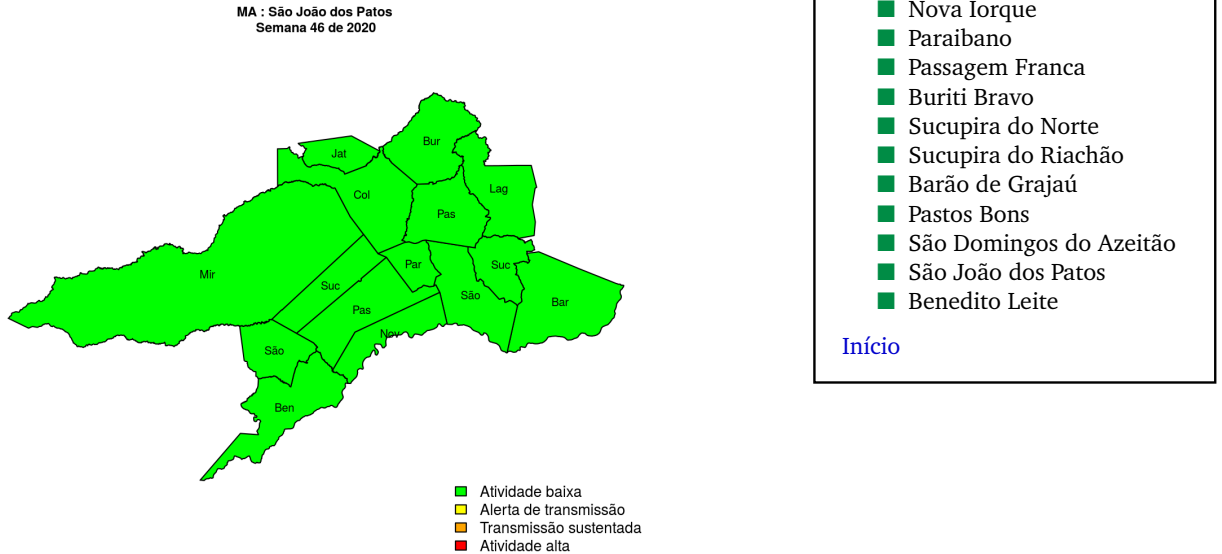 MA : São João dos Patos
Semana 46 de 2020
Bur
Jat
Lag
Col
Pas
Par
Suc
Mir
Suc
São
Bar
Pas
Nov
São
Ben
Atividade baixa
Alerta de transmissão
Transmissão sustentada
Atividade alta
Nova Iorque
Paraibano
Passagem Franca
Buriti Bravo
Sucupira do Norte
Sucupira do Riachão
Barão de Grajaú
Pastos Bons
São Domingos do Azeitão
São João dos Patos
Benedito Leite
Início